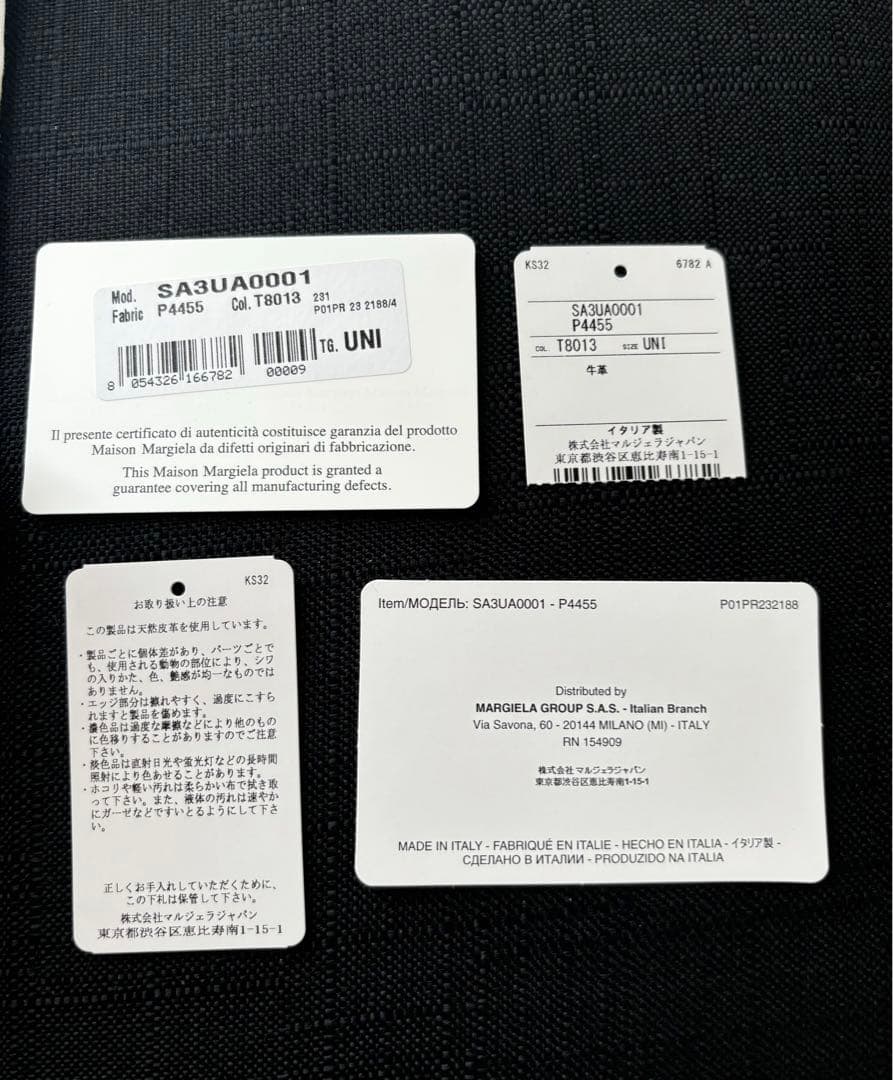 Mod. SA3UA0001
Fabric P4455 Col. T8013 231
P01PR 23 2188/4
TG. UNI
8 054326 166782 00009
Il presente certificato di autenticità costituisce garanzia del prodotto
Maison Margiela da difetti originari di fabbricazione.
This Maison Margiela product is granted a
guarantee covering all manufacturing defects.
KS32 6782 A
SA3UA0001
P4455
COL. T8013 SIZE UNI
牛革
イタリア製
株式会社マルジェラジャパン
東京都渋谷区恵比寿南1-15-1
KS32
お取り扱い上の注意
この製品は天然皮革を使用しています。
・製品ごとに個体差があり、パーツごとで
も、使用される動物の部位により、シワ
の入りかた、色、艶感が均一なものでは
ありません。
・エッジ部分は擦れやすく、過度にこすら
れますと製品を傷めます。
・濃色品は過度な摩擦などにより他のもの
に色移りすることがありますのでご注意
下さい。
・淡色品は直射日光や蛍光灯などの長時間
照射により色あせることがあります。
・ホコリや軽い汚れは柔らかい布で拭き取
って下さい。また、液体の汚れは速やか
にガーゼなどですいとるようにして下さ
い。
正しくお手入れしていただくために、
この下札は保管して下さい。
株式会社マルジェラジャパン
東京都渋谷区恵比寿南1-15-1
Item/МОДЕЛЬ: SA3UA0001 - P4455 P01PR232188
Distributed by
MARGIELA GROUP S.A.S. - Italian Branch
Via Savona, 60 - 20144 MILANO (MI) - ITALY
RN 154909
株式会社 マルジェラジャパン
東京都渋谷区恵比寿南1-15-1
MADE IN ITALY - FABRIQUÉ EN ITALIE - HECHO EN ITALIA - イタリア製 -
СДЕЛАНО В ИТАЛИИ - PRODUZIDO NA ITALIA